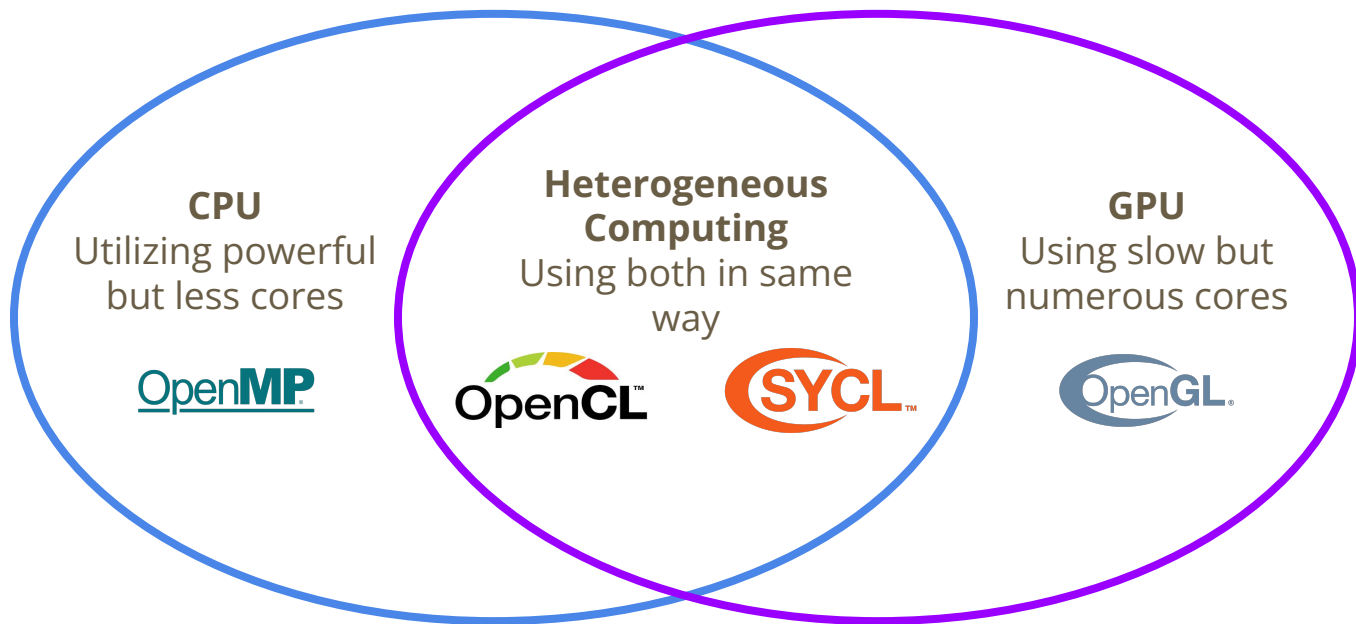 CPU
Utilizing powerful
but less cores
OpenMP®
Heterogeneous
Computing
Using both in same
way
OpenCL™
SYCL™
GPU
Using slow but
numerous cores
OpenGL®